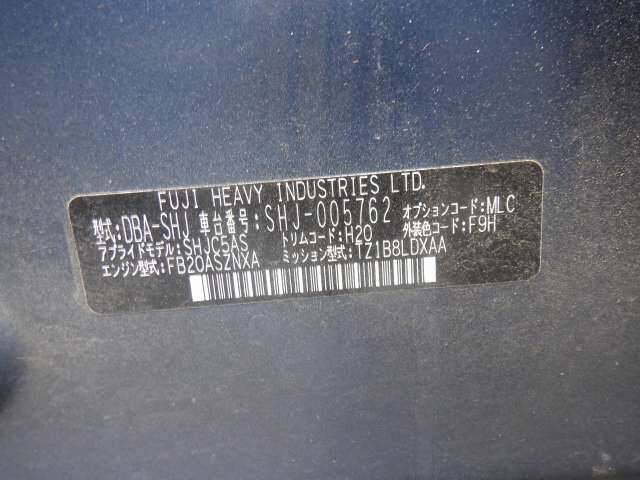 FUJI HEAVY INDUSTRIES LTD.
型式:DBA-SHJ 車台番号:SHJ-005762 オプションコード:MLC
アプライドモデル:SHJC5AS トリムコード:H20 外装色コード:F9H
エンジン型式:FB20ASZNXA ミッション型式:TZ1B8LDXAA